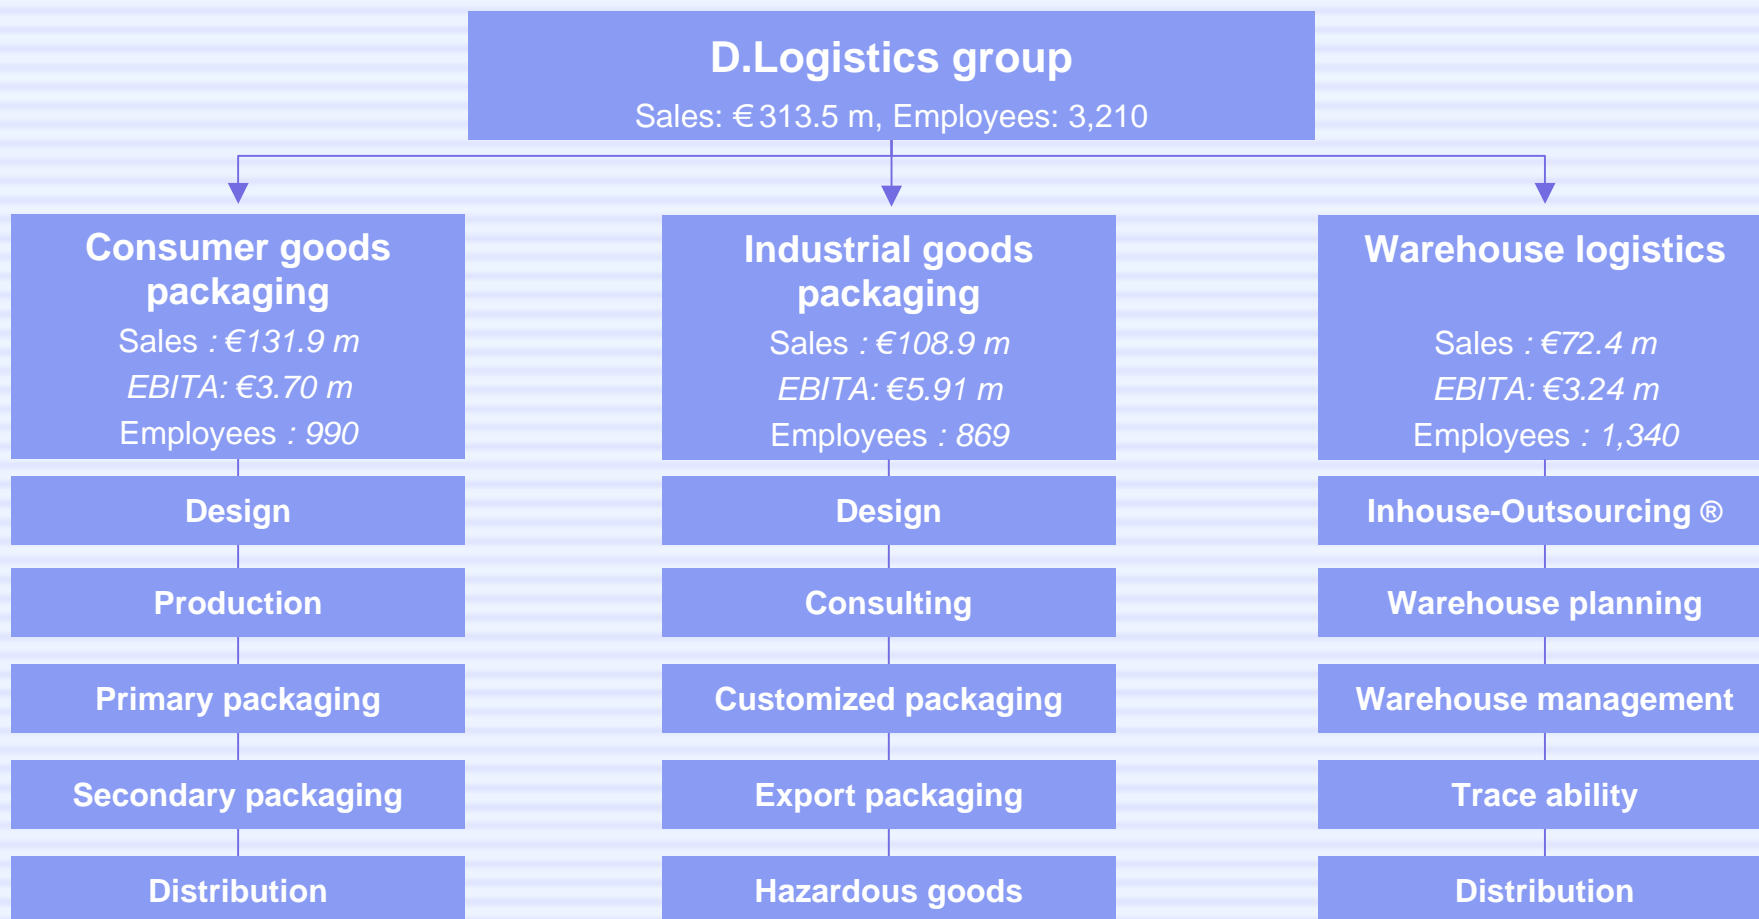 D.Logistics group
Sales: € 313.5 m, Employees: 3,210
Consumer goods
packaging
Sales : €131.9 m
EBITA: €3.70 m
Employees : 990
Design
Production
Primary packaging
Secondary packaging
Distribution
Industrial goods
packaging
Sales : €108.9 m
EBITA: €5.91 m
Employees : 869
Design
Consulting
Customized packaging
Export packaging
Hazardous goods
Warehouse logistics
Sales : €72.4 m
EBITA: €3.24 m
Employees : 1,340
Inhouse-Outsourcing ®
Warehouse planning
Warehouse management
Trace ability
Distribution